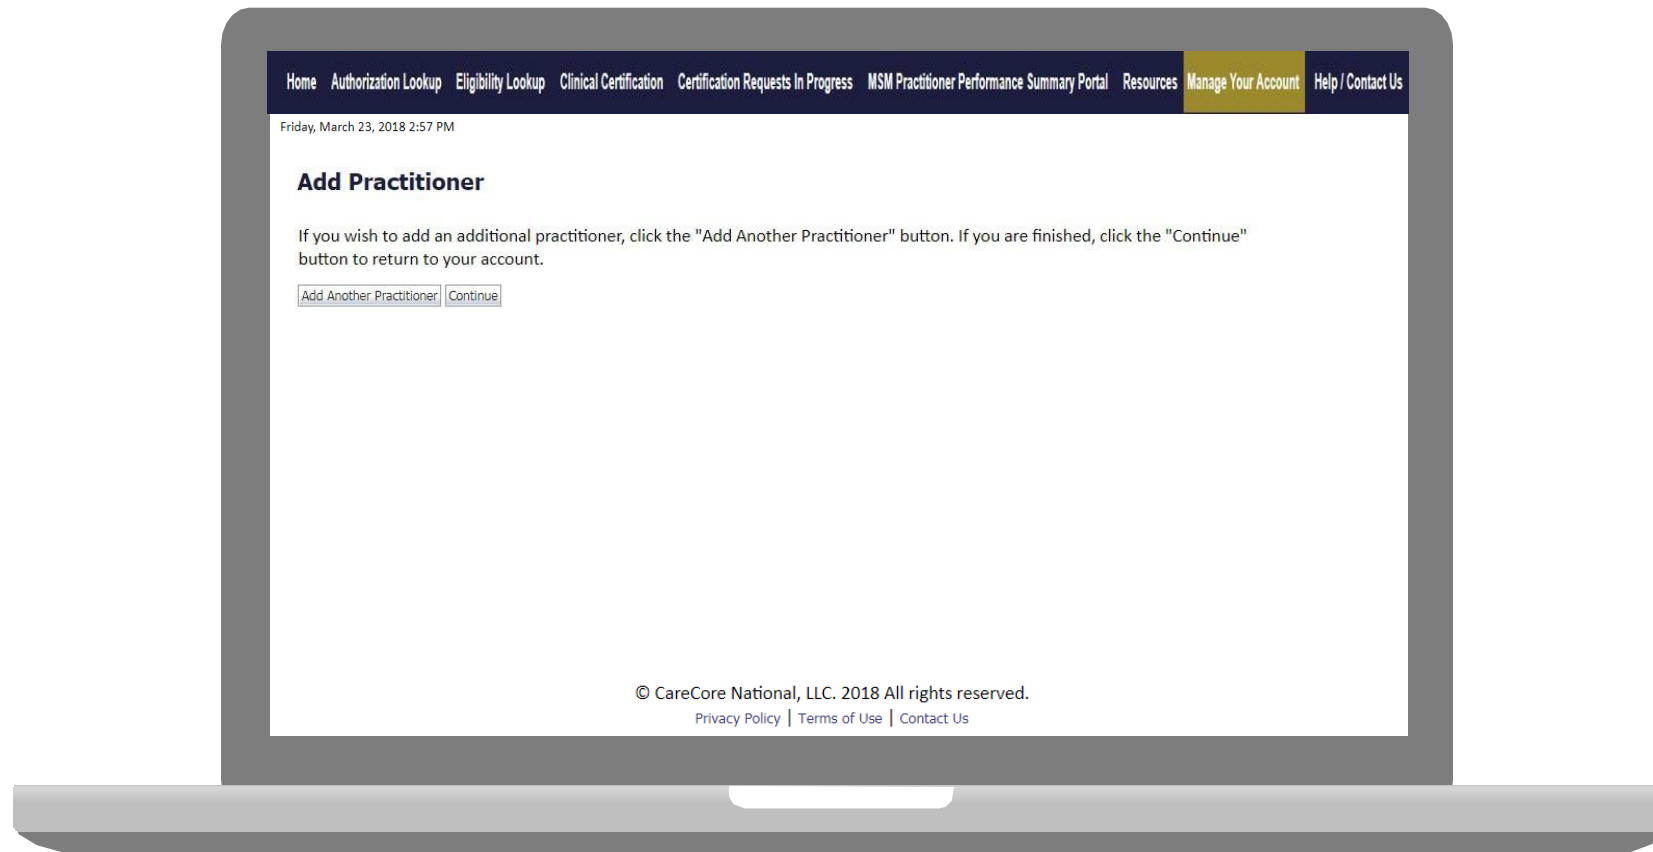 Home Authorization Lookup Eligibility Lookup Clinical Certification Certification Requests In Progress MSM Practitioner Performance Summary Portal Resources Manage Your Account Help / Contact Us
Friday, March 23, 2018 2:57 PM
Add Practitioner
If you wish to add an additional practitioner, click the "Add Another Practitioner" button. If you are finished, click the "Continue"
button to return to your account.
Add Another Practitioner Continue
© CareCore National, LLC. 2018 All rights reserved.
Privacy Policy | Terms of Use | Contact Us